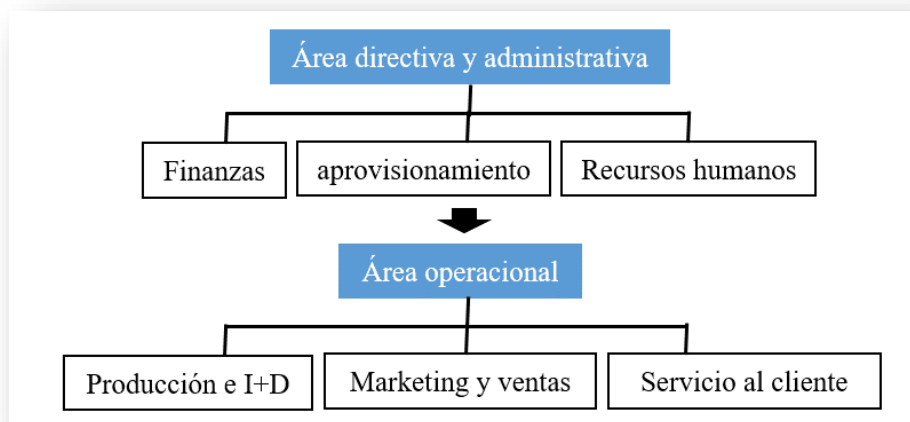 Área directiva y administrativa
Finanzas
aprovisionamiento
Recursos humanos
Área operacional
Producción e I+D
Marketing y ventas
Servicio al cliente